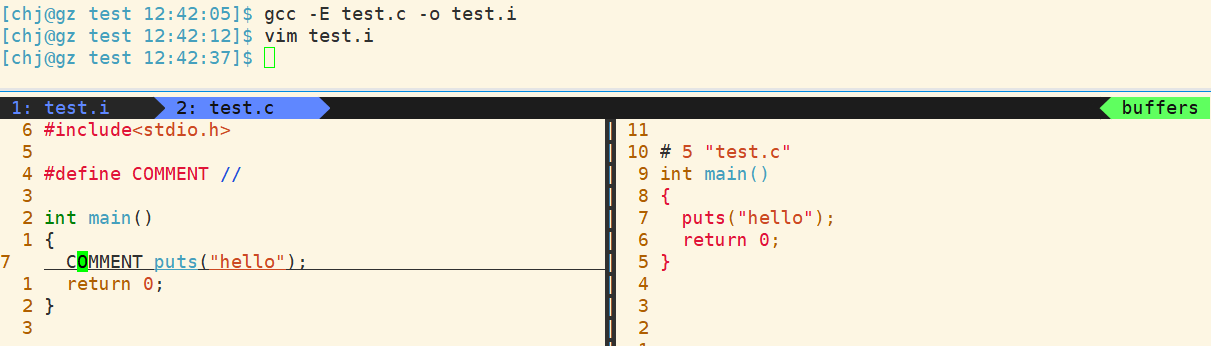 [chj@gz test 12:42:05]$ gcc -E test.c -o test.i
[chj@gz test 12:42:12]$ vim test.i
[chj@gz test 12:42:37]$
1: test.i 2: test.c buffers
6 #include<stdio.h>
5
4 #define COMMENT //
3
2 int main()
1 {
7 COMMENT puts("hello");
1 return 0;
2 }
3
11
10 # 5 "test.c"
9 int main()
8 {
7 puts("hello");
6 return 0;
5 }
4
3
2